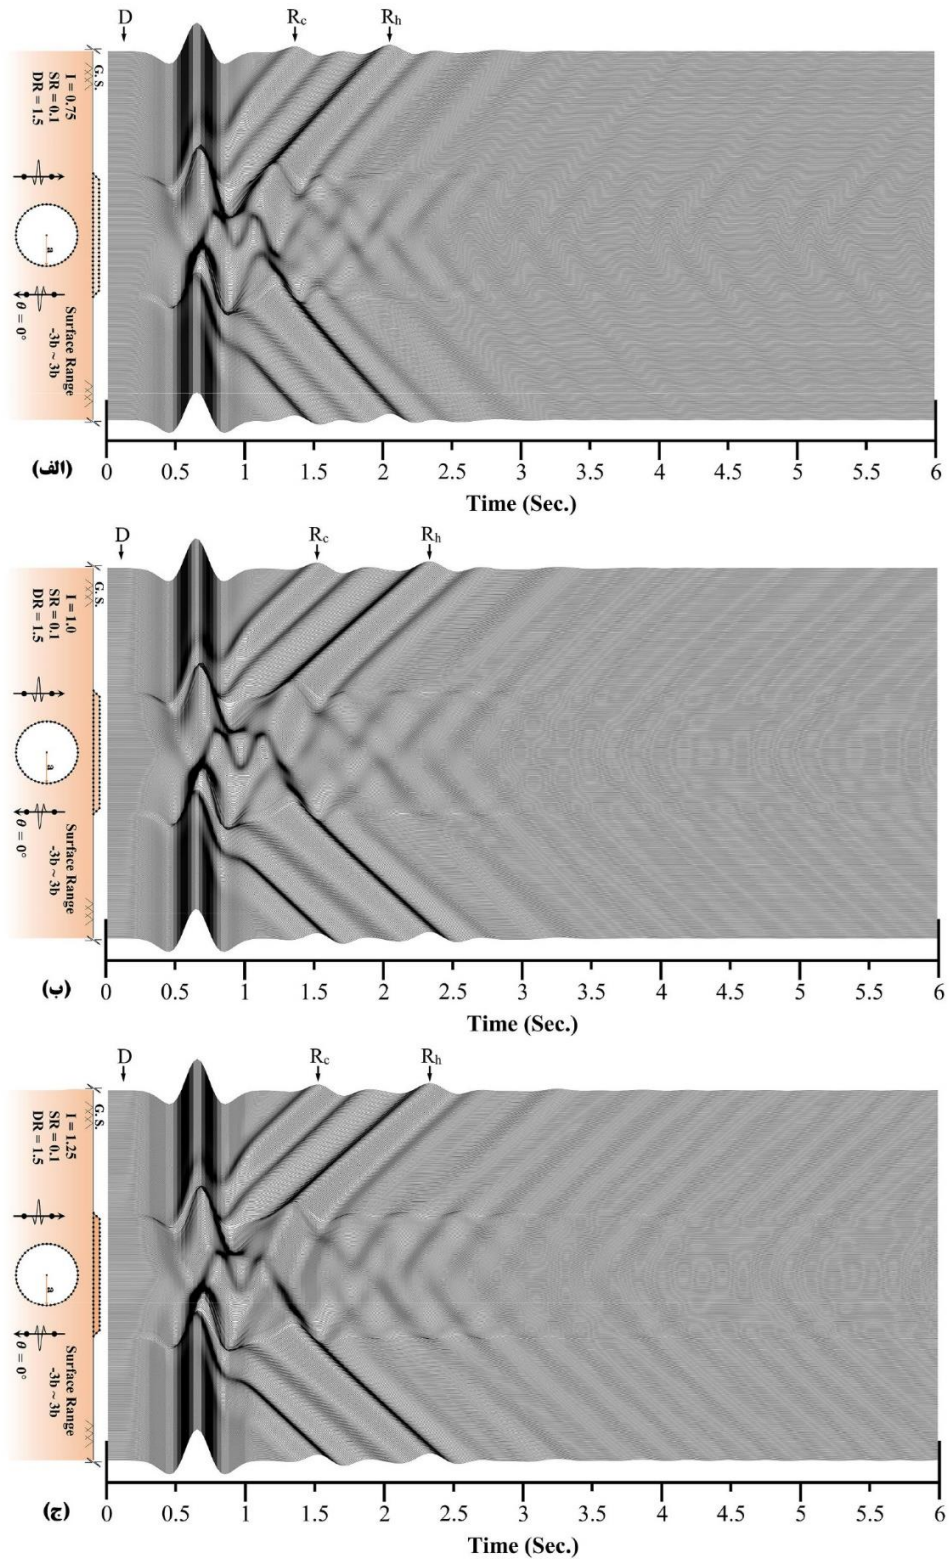 D Rc Rh
G. S.
I = 0.75
SR = 0.1
DR = 1.5
a
θ = 0°
Surface Range
-3b ~ 3b
0 0.5 1 1.5 2 2.5 3 3.5 4 4.5 5 5.5 6
Time (Sec.)
(الف)
D Rc Rh
G. S.
I = 1.0
SR = 0.1
DR = 1.5
a
θ = 0°
Surface Range
-3b ~ 3b
0 0.5 1 1.5 2 2.5 3 3.5 4 4.5 5 5.5 6
Time (Sec.)
(ب)
D Rc Rh
G. S.
I = 1.25
SR = 0.1
DR = 1.5
a
θ = 0°
Surface Range
-3b ~ 3b
0 0.5 1 1.5 2 2.5 3 3.5 4 4.5 5 5.5 6
Time (Sec.)
(ج)